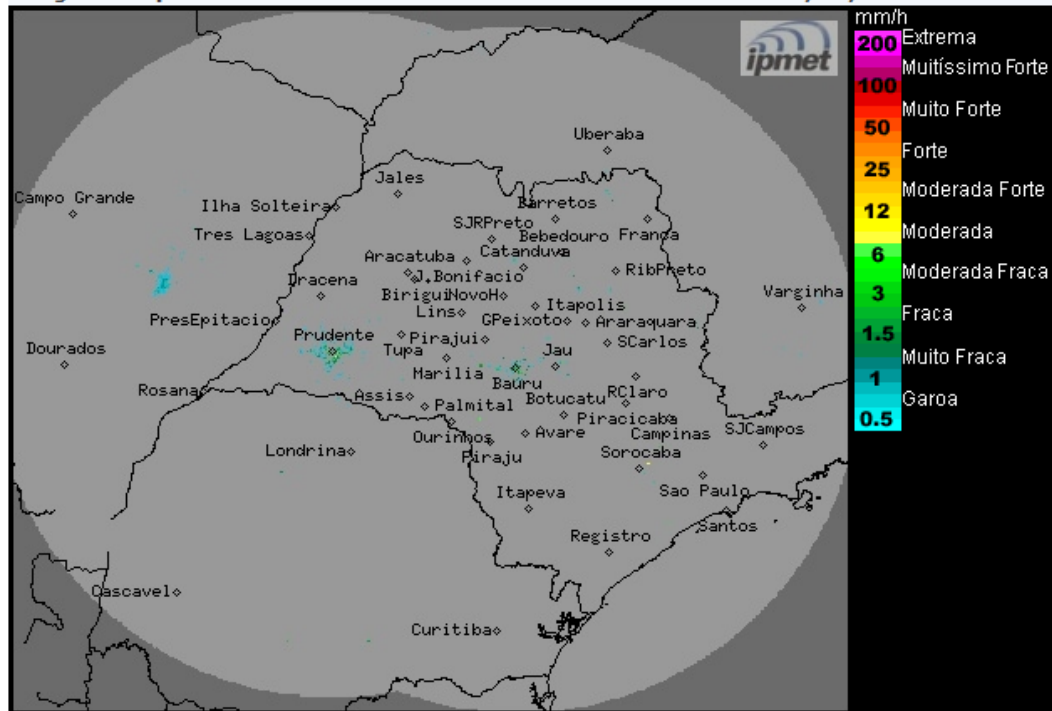 mm/h
200
Extrema
Muitíssimo Forte
100
Muito Forte
50
Forte
25
Moderada Forte
12
Moderada
6
Moderada Fraca
3
Fraca
1.5
Muito Fraca
1
Garoa
0.5
ipmet
Uberaba
Campo Grande
Jales
Ilha Solteira
Barretos
SJRPreto
Tres Lagoas
Bebedouro
Franca
Aracatuba
Catanduva
J.Bonifacio
RibPreto
Dracena
Birigui
NovoH
Varginha
Lins
Itapolis
PresEpitacio
GPeixoto
Araraquara
Prudente
Pirajui
SCarlos
Dourados
Tupa
Jau
Marilia
Bauru
Rosana
Assis
Botucatu
RClaro
Palmital
Piracicaba
Ourinhos
Avare
Campinas
SJCampos
Londrina
Piraju
Sorocaba
Sao Paulo
Itapeva
Santos
Registro
Cascavel
Curitiba